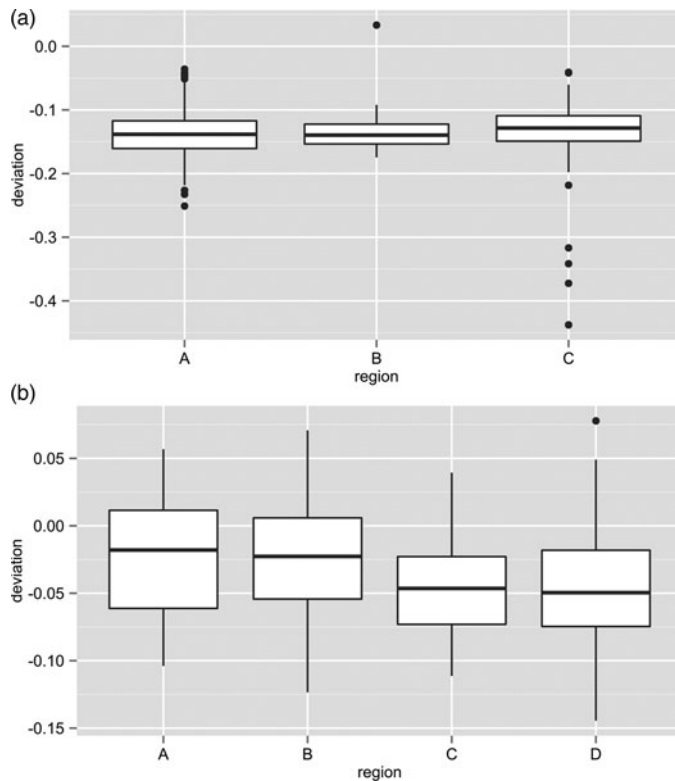 (a)
0.0
-0.1
-0.2
-0.3
-0.4
deviation
A B C
region
(b)
0.05
0.00
-0.05
-0.10
-0.15
deviation
A B C D
region